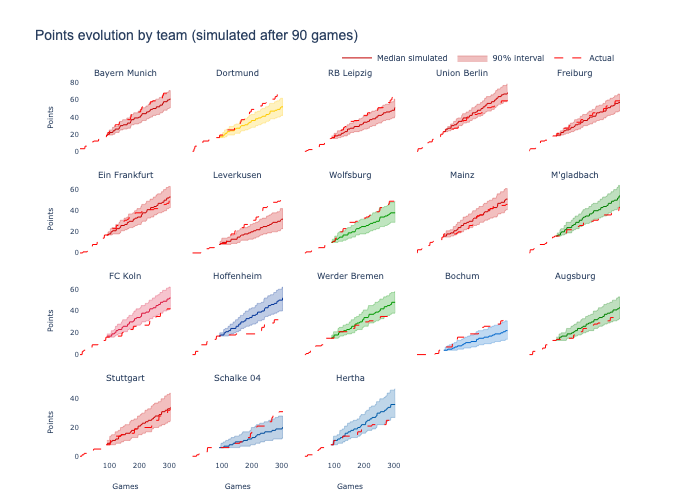 Points evolution by team (simulated after 90 games)
Median simulated 90% interval Actual
Bayern Munich Dortmund RB Leipzig Union Berlin Freiburg
80
60
40
20
0
Points
Ein Frankfurt Leverkusen Wolfsburg Mainz M'gladbach
60
40
20
0
Points
FC Koln Hoffenheim Werder Bremen Bochum Augsburg
60
40
20
0
Points
Stuttgart Schalke 04 Hertha
40
20
0
Points
100 200 300 100 200 300 100 200 300
Games Games Games